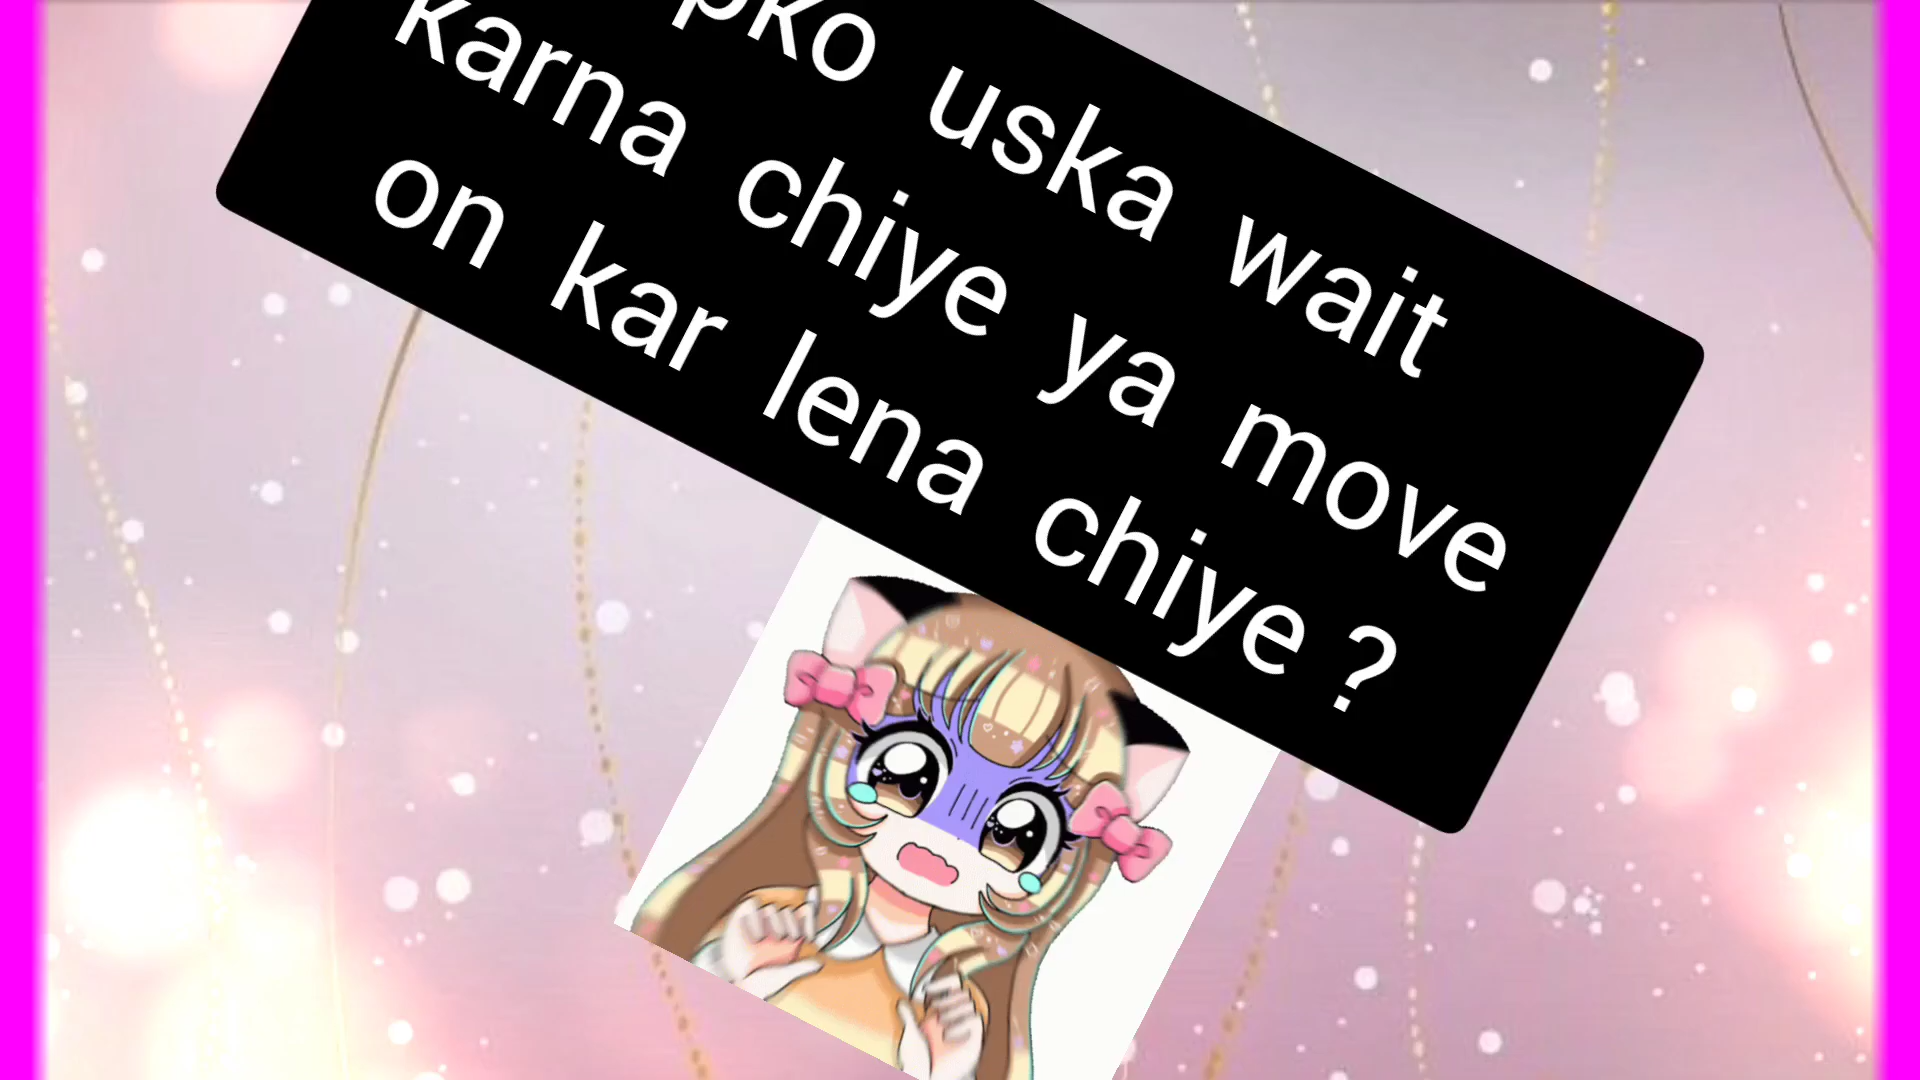 uska wait
karna chiye ya move
on kar lena chiye ?